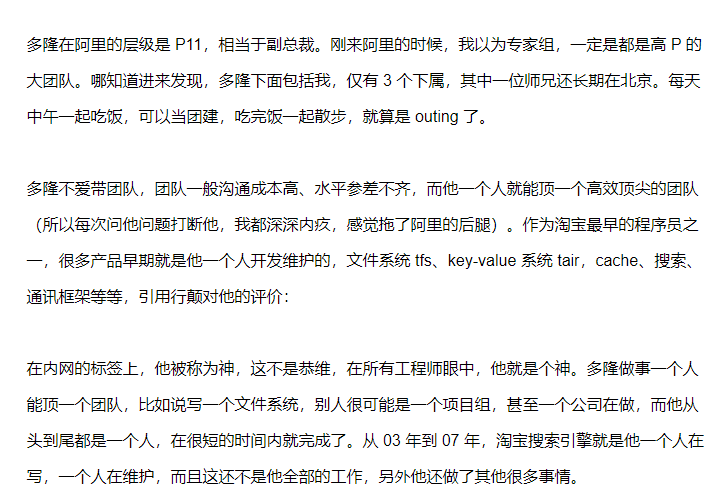 多隆在阿里的层级是 P11，相当于副总裁。刚来阿里的时候，我以为专家组，一定是都是高 P 的
大团队。哪知道进来发现，多隆下面包括我，仅有 3 个下属，其中一位师兄还长期在北京。每天
中午一起吃饭，可以当团建，吃完饭一起散步，就算是 outing 了。
多隆不爱带团队，团队一般沟通成本高、水平参差不齐，而他一个人就能顶一个高效顶尖的团队
（所以每次问他问题打断他，我都深深内疚，感觉拖了阿里的后腿）。作为淘宝最早的程序员之
一，很多产品早期就是他一个人开发维护的，文件系统 tfs、key-value 系统 tair，cache、搜索、
通讯框架等等，引用行颠对他的评价：
在内网的标签上，他被称为神，这不是恭维，在所有工程师眼中，他就是个神。多隆做事一个人
能顶一个团队，比如说写一个文件系统，别人很可能是一个项目组，甚至一个公司在做，而他从
头到尾都是一个人，在很短的时间内就完成了。从 03 年到 07 年，淘宝搜索引擎就是他一个人在
写，一个人在维护，而且这还不是他全部的工作，另外他还做了其他很多事情。